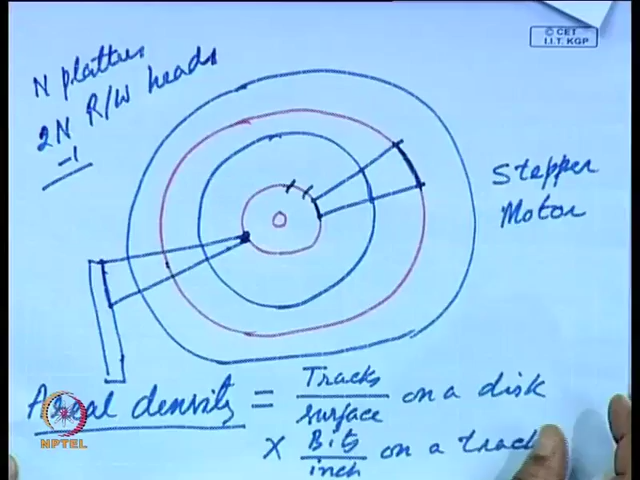 © CET
I.I.T. KGP
N platters
2N R/W heads
-1
Stepper
Motor
Areal density = Tracks/surface on a disk
× Bits/inch on a track
NPTEL